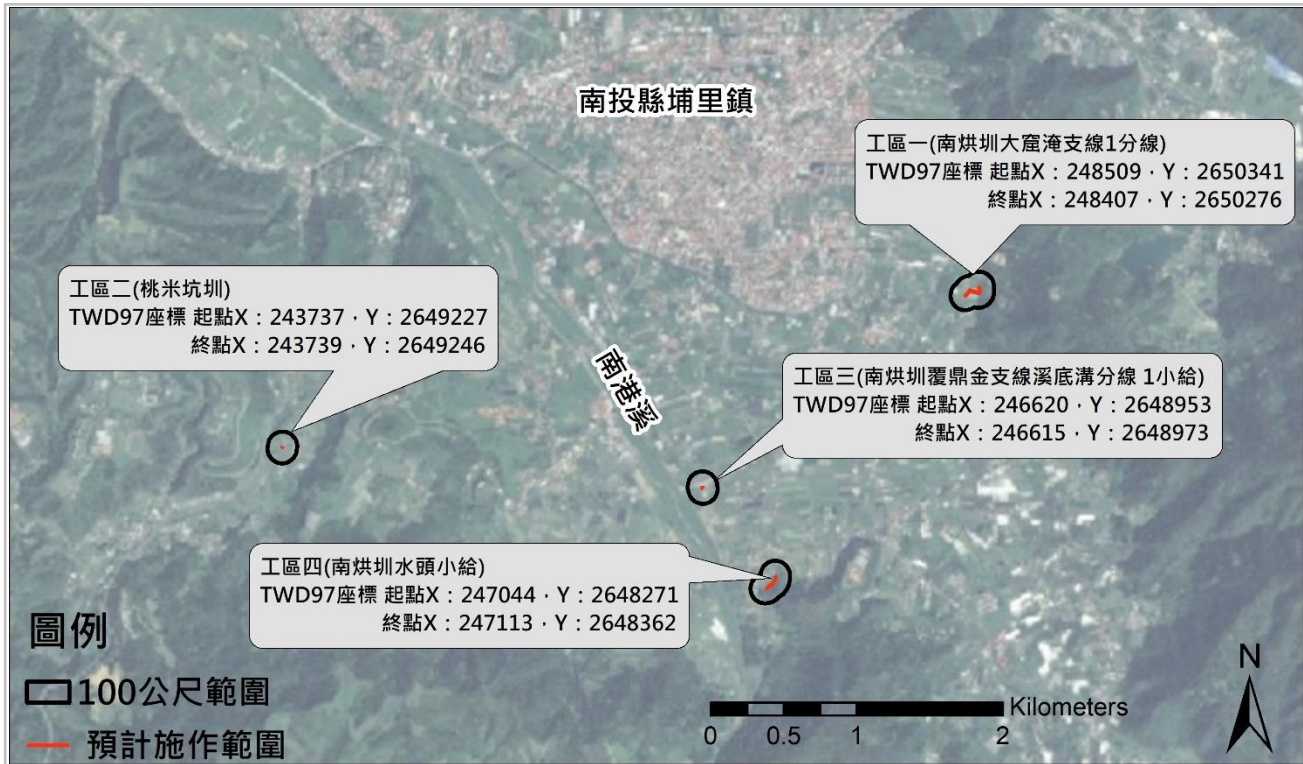 南投縣埔里鎮
工區一(南烘圳大窟淹支線1分線)
TWD97座標 起點X：248509，Y：2650341
終點X：248407，Y：2650276
工區二(桃米坑圳)
TWD97座標 起點X：243737，Y：2649227
終點X：243739，Y：2649246
南港溪
工區三(南烘圳覆鼎金支線溪底溝分線 1小給)
TWD97座標 起點X：246620，Y：2648953
終點X：246615，Y：2648973
工區四(南烘圳水頭小給)
TWD97座標 起點X：247044，Y：2648271
終點X：247113，Y：2648362
圖例
100公尺範圍
預計施作範圍
Kilometers
0 0.5 1 2
N